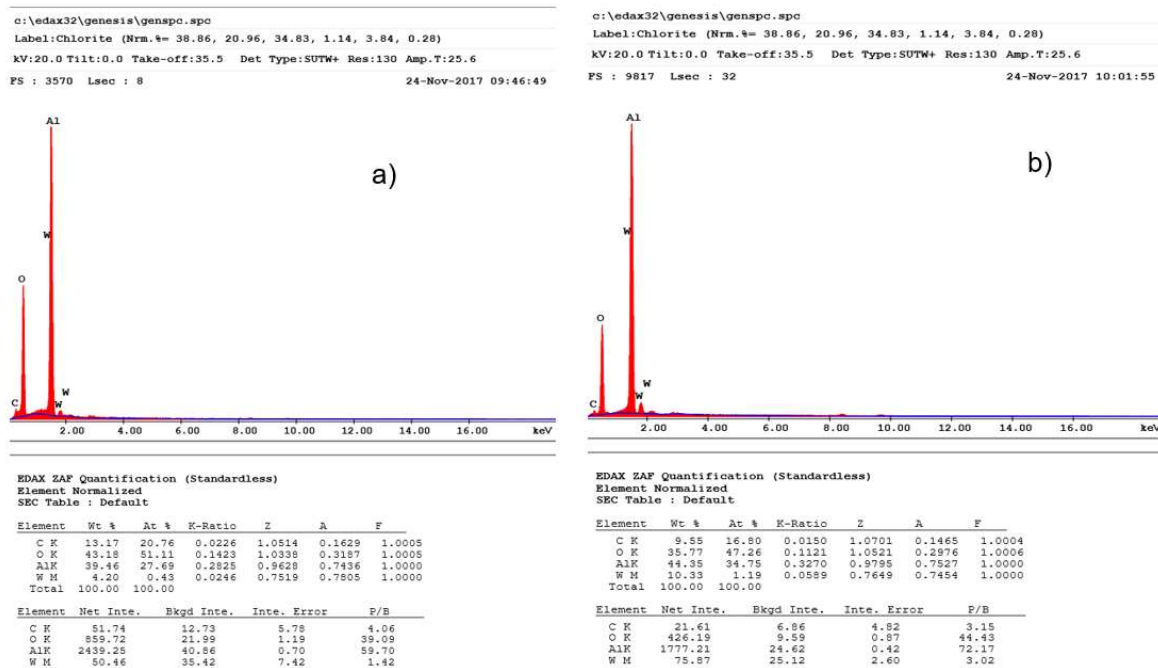 c:\edax32\genesis\genspc.spc
Label:Chlorite (Nrm.%= 38.86, 20.96, 34.83, 1.14, 3.84, 0.28)
kV:20.0 Tilt:0.0 Take-off:35.5 Det Type:SUTW+ Res:130 Amp.T:25.6
FS : 3570 Lsec : 8 24-Nov-2017 09:46:49
Al
a)
W
O
W
C W
2.00 4.00 6.00 8.00 10.00 12.00 14.00 16.00 keV
EDAX ZAF Quantification (Standardless)
Element Normalized
SEC Table : Default
Element Wt % At % K-Ratio Z A F
C K 13.17 20.76 0.0226 1.0514 0.1629 1.0005
O K 43.18 51.11 0.1423 1.0338 0.3187 1.0005
AlK 39.46 27.69 0.2825 0.9628 0.7436 1.0000
W M 4.20 0.43 0.0246 0.7519 0.7805 1.0000
Total 100.00 100.00
Element Net Inte. Bkgd Inte. Inte. Error P/B
C K 51.74 12.73 5.78 4.06
O K 859.72 21.99 1.19 39.09
AlK 2439.25 40.86 0.70 59.70
W M 50.46 35.42 7.42 1.42
c:\edax32\genesis\genspc.spc
Label:Chlorite (Nrm.%= 38.86, 20.96, 34.83, 1.14, 3.84, 0.28)
kV:20.0 Tilt:0.0 Take-off:35.5 Det Type:SUTW+ Res:130 Amp.T:25.6
FS : 9817 Lsec : 32 24-Nov-2017 10:01:55
Al
b)
W
O
W
W
C
2.00 4.00 6.00 8.00 10.00 12.00 14.00 16.00 keV
EDAX ZAF Quantification (Standardless)
Element Normalized
SEC Table : Default
Element Wt % At % K-Ratio Z A F
C K 9.55 16.80 0.0150 1.0701 0.1465 1.0004
O K 35.77 47.26 0.1121 1.0521 0.2976 1.0006
AlK 44.35 34.75 0.3270 0.9795 0.7527 1.0000
W M 10.33 1.19 0.0589 0.7649 0.7454 1.0000
Total 100.00 100.00
Element Net Inte. Bkgd Inte. Inte. Error P/B
C K 21.61 6.86 4.82 3.15
O K 426.19 9.59 0.87 44.43
AlK 1777.21 24.62 0.42 72.17
W M 75.87 25.12 2.60 3.02